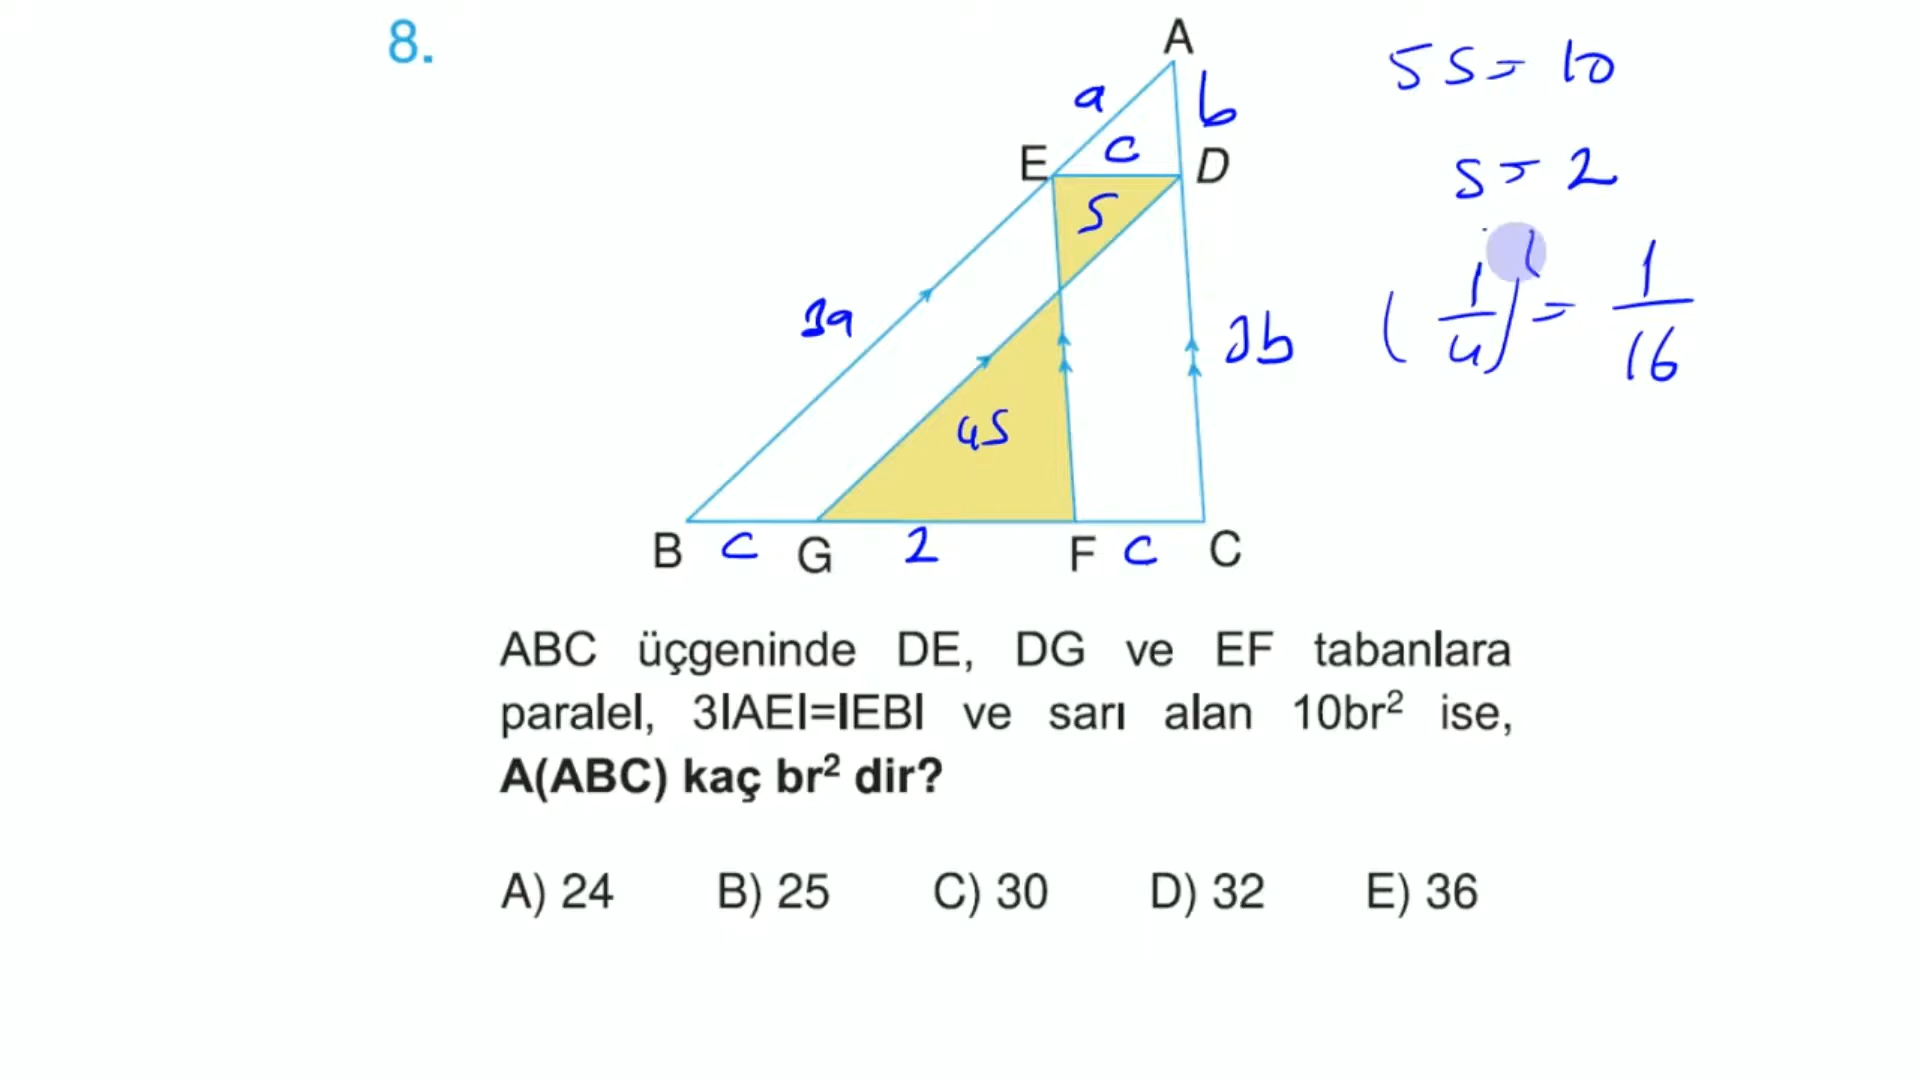 8.
A
a
b
5S = 10
E
c
D
S = 2
S
3a
3b
(1/4)² = 1/16
4S
B
c
G
2
F
c
C
ABC üçgeninde DE, DG ve EF tabanlara
paralel, 3|AE|=|EB| ve sarı alan 10br² ise,
A(ABC) kaç br² dir?
A) 24 B) 25 C) 30 D) 32 E) 36